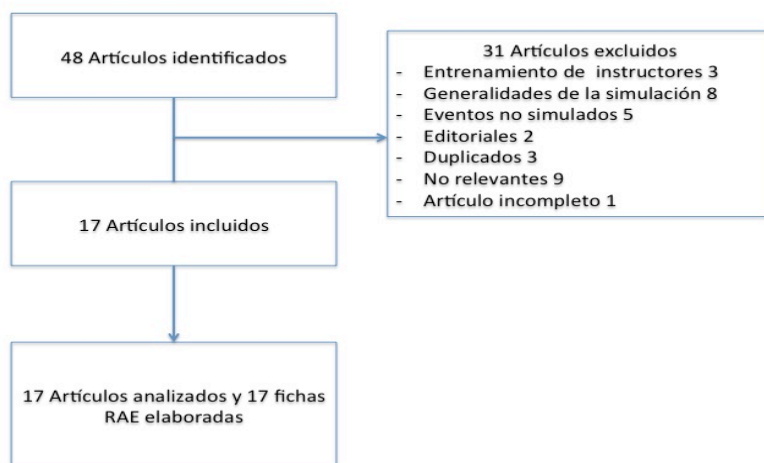 48 Artículos identificados
31 Artículos excluidos
- Entrenamiento de instructores 3
- Generalidades de la simulación 8
- Eventos no simulados 5
- Editoriales 2
- Duplicados 3
- No relevantes 9
- Artículo incompleto 1
17 Artículos incluidos
17 Artículos analizados y 17 fichas
RAE elaboradas